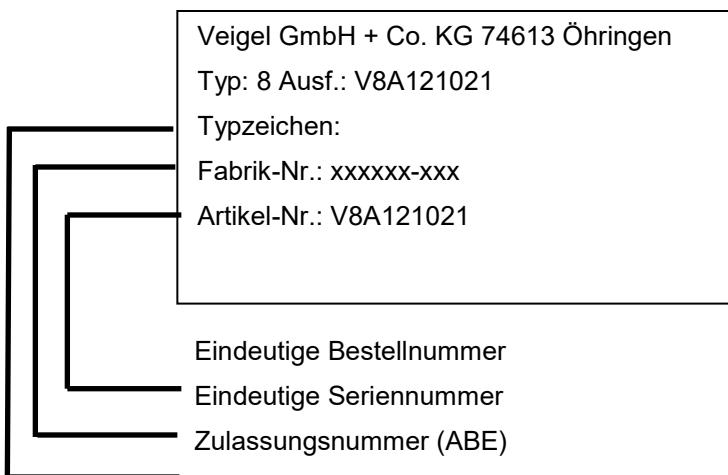 Veigel GmbH + Co. KG 74613 Öhringen
Typ: 8 Ausf.: V8A121021
Typzeichen:
Fabrik-Nr.: xxxxxx-xxx
Artikel-Nr.: V8A121021
Eindeutige Bestellnummer
Eindeutige Seriennummer
Zulassungsnummer (ABE)